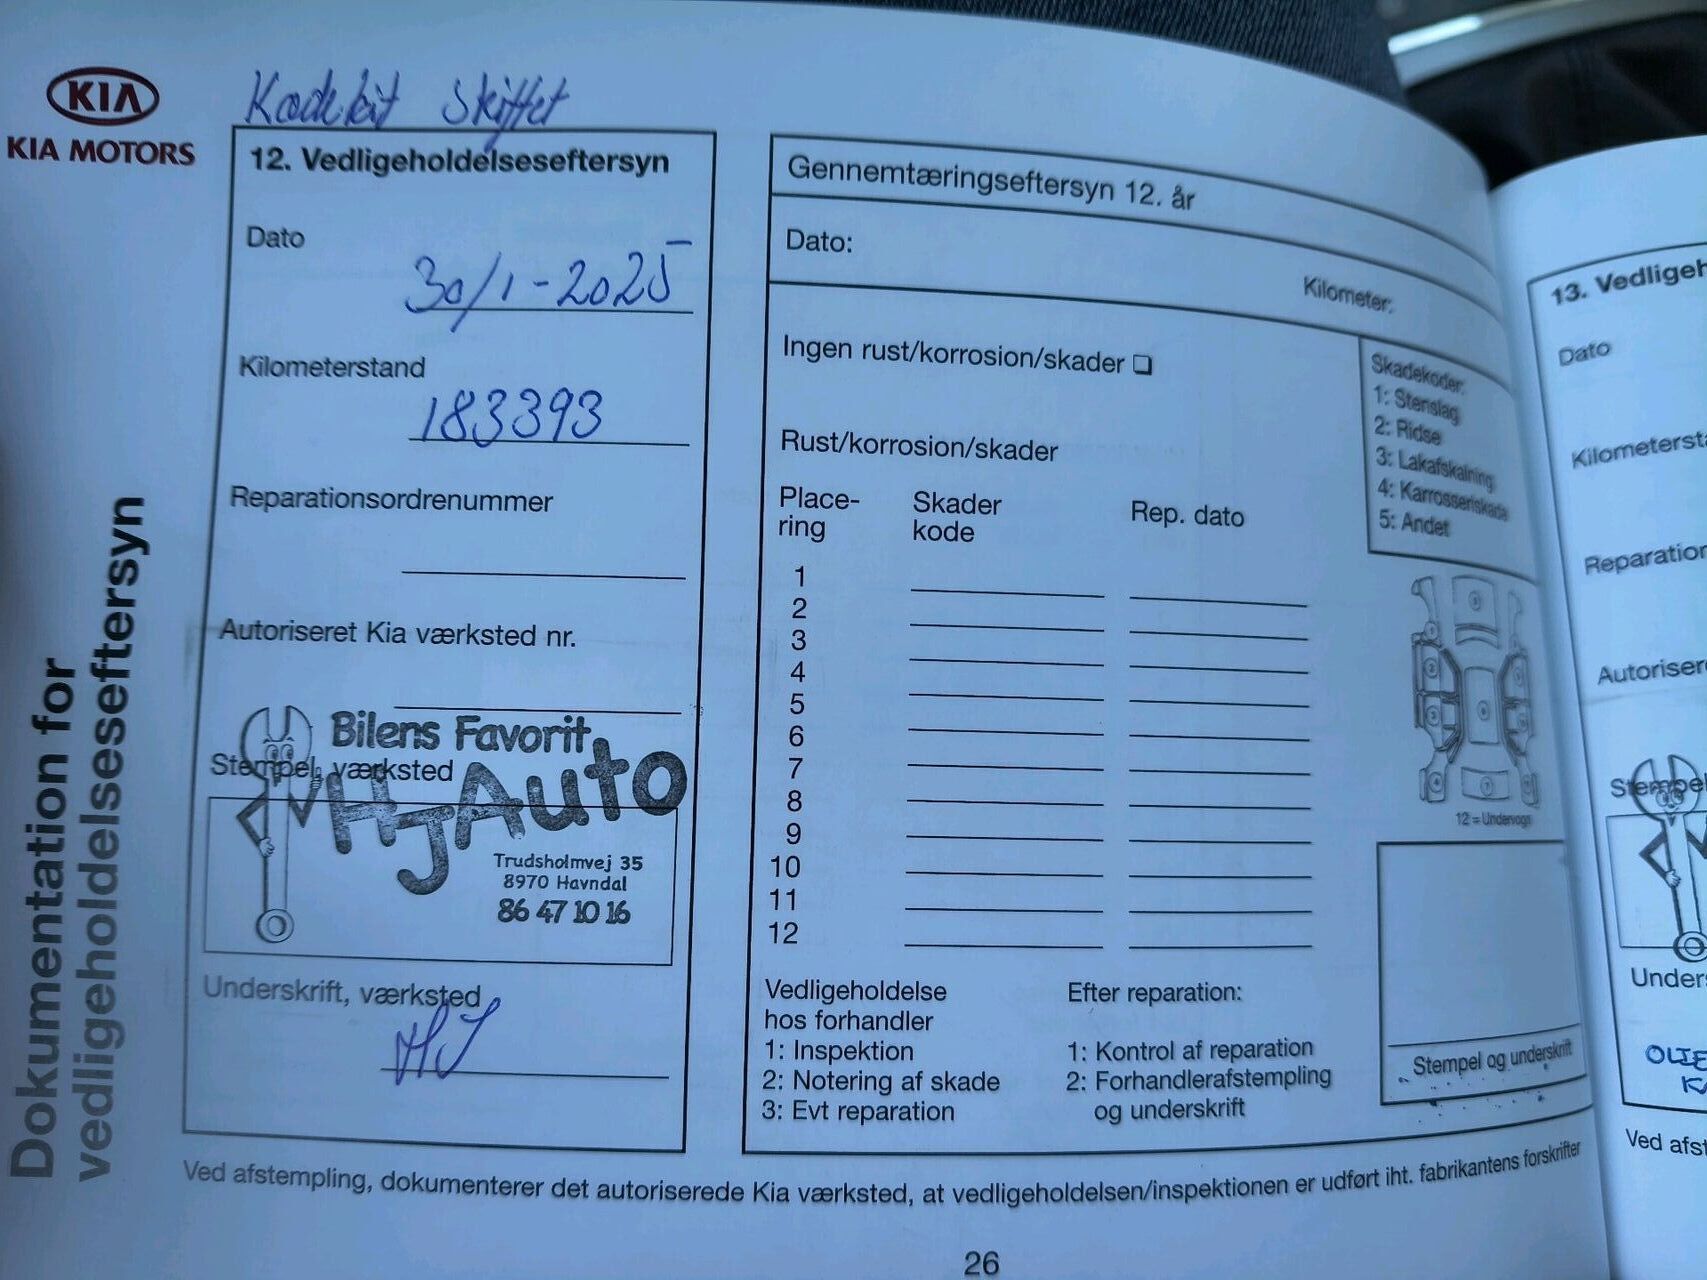 KIA
KIA MOTORS
Dokumentation for
vedligeholdelseseftersyn
Kædekit skiftet
12. Vedligeholdelseseftersyn
Dato
30/1-2025
Kilometerstand
183393
Reparationsordrenummer
Autoriseret Kia værksted nr.
Bilens Favorit
Stempel, værksted
HJ Auto
Trudsholmvej 35
8970 Havndal
86 47 10 16
Underskrift, værksted
HJ
Gennemtæringseftersyn 12. år
Dato:
Kilometer:
Ingen rust/korrosion/skader ❏
Rust/korrosion/skader
Place-
ring
Skader
kode
Rep. dato
1
2
3
4
5
6
7
8
9
10
11
12
Skadekoder:
1: Stenslag
2: Ridse
3: Lakafskalning
4: Karrosseriskade
5: Andet
12 = Undervogn
Vedligeholdelse
hos forhandler
1: Inspektion
2: Notering af skade
3: Evt reparation
Efter reparation:
1: Kontrol af reparation
2: Forhandlerafstempling
og underskrift
Stempel og underskrift
Ved afstempling, dokumenterer det autoriserede Kia værksted, at vedligeholdelsen/inspektionen er udført iht. fabrikantens forskrifter
26
13. Vedligeh
Dato
Kilometersta
Reparation
Autoriser
Stempel
Under
OLIE
Ved afst